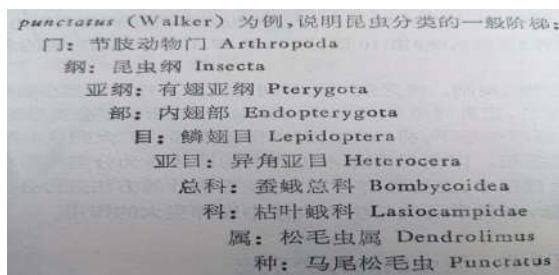 punctatus (Walker) 为例,说明昆虫分类的一般阶梯:
门: 节肢动物门 Arthropoda
纲: 昆虫纲 Insecta
亚纲: 有翅亚纲 Pterygota
部: 内翅部 Endopterygota
目: 鳞翅目 Lepidoptera
亚目: 异角亚目 Heterocera
总科: 蚕蛾总科 Bombycoidea
科: 枯叶蛾科 Lasiocampidae
属: 松毛虫属 Dendrolimus
种: 马尾松毛虫 Punctatus